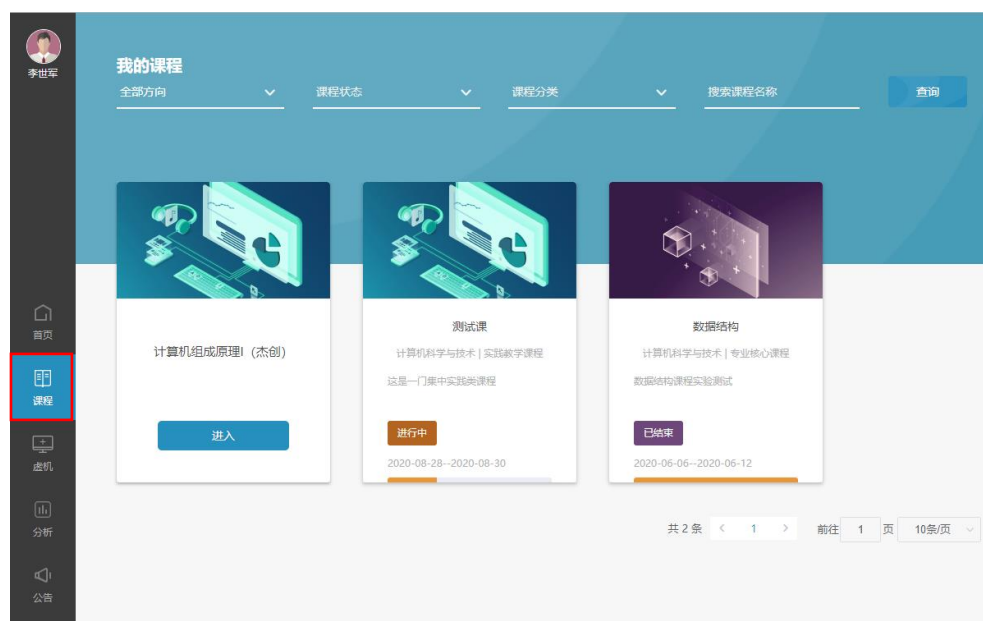 李世军
首页
课程
虚机
分析
公告
我的课程
全部方向 课程状态 课程分类 搜索课程名称 查询
计算机组成原理I（杰创）
进入
测试课
计算机科学与技术 | 实践教学课程
这是一门集中实践类课程
进行中
2020-08-28--2020-08-30
数据结构
计算机科学与技术 | 专业核心课程
数据结构课程实验测试
已结束
2020-06-06--2020-06-12
共 2 条 < 1 > 前往 1 页 10条/页